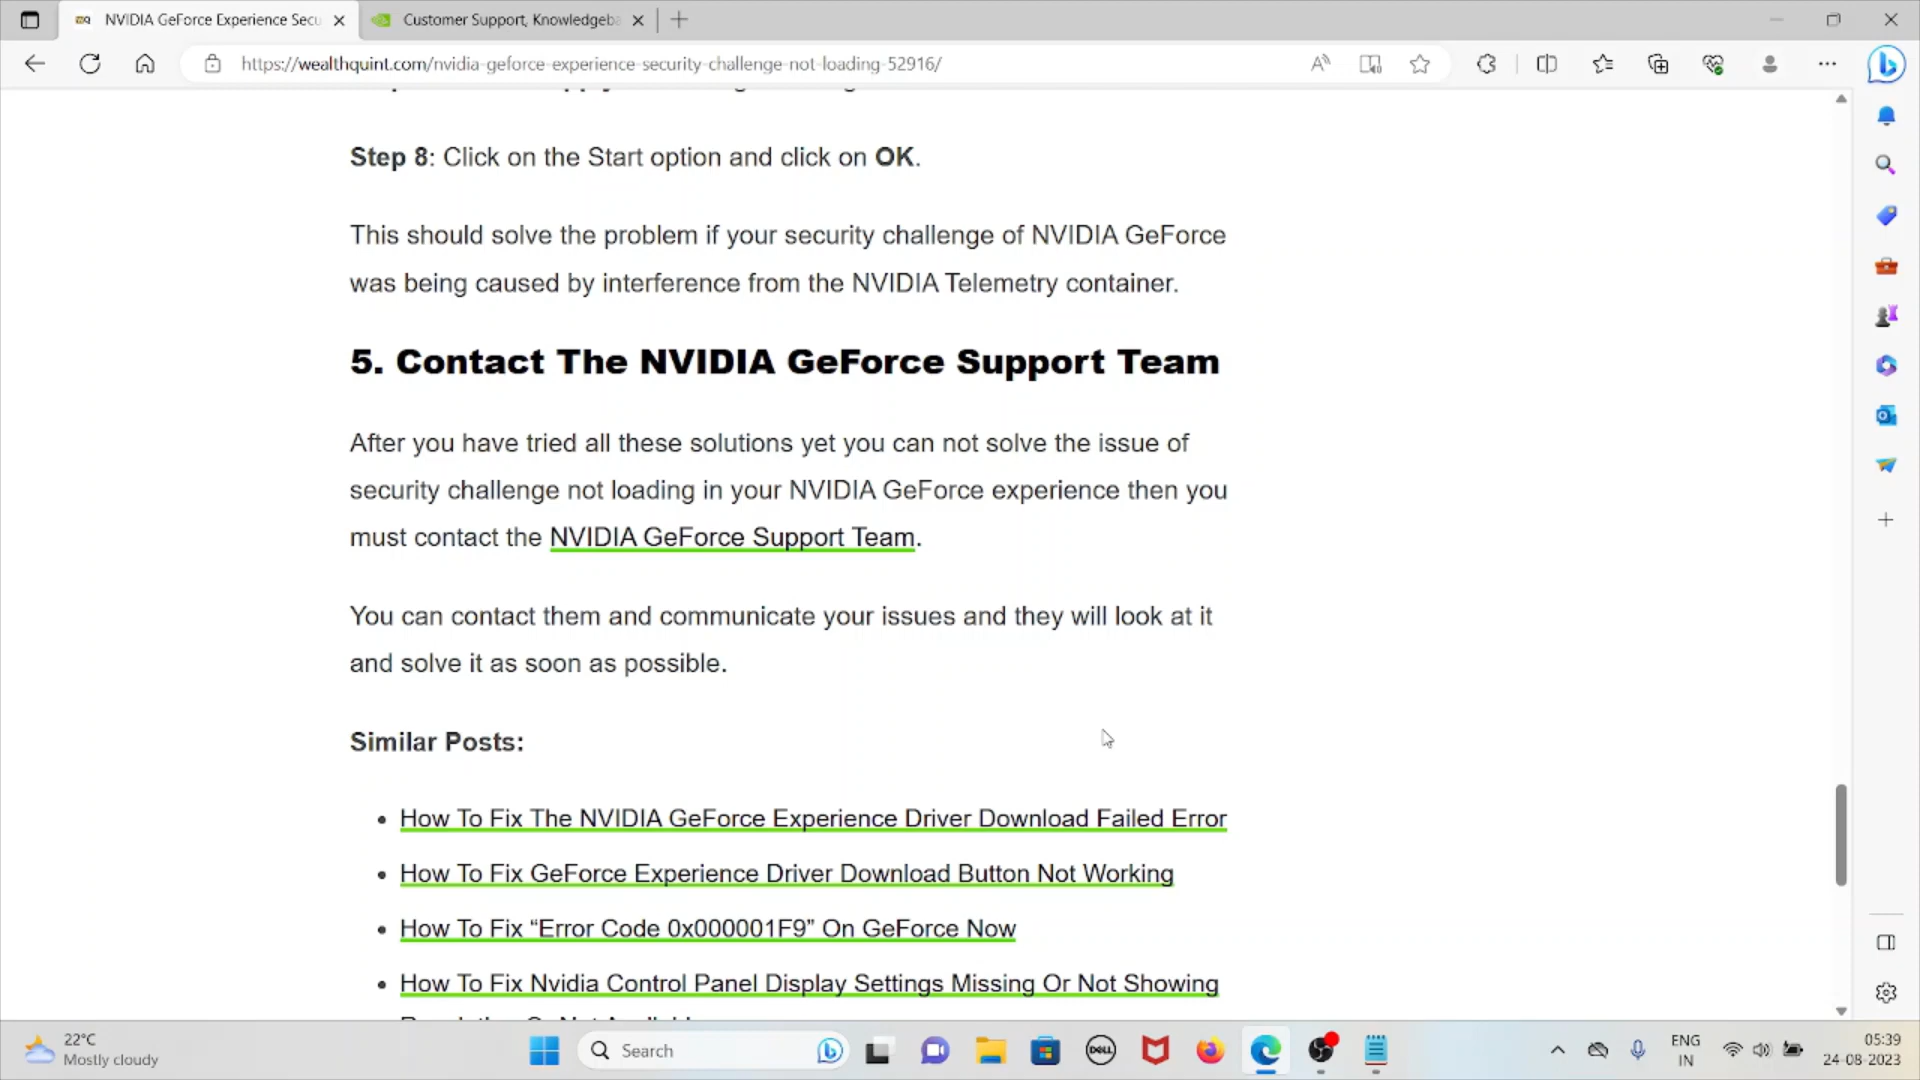 NVIDIA GeForce Experience Secu
Customer Support, Knowledgeba
https://wealthquint.com/nvidia-geforce-experience-security-challenge-not-loading-52916/
Step 8: Click on the Start option and click on OK.
This should solve the problem if your security challenge of NVIDIA GeForce
was being caused by interference from the NVIDIA Telemetry container.
5. Contact The NVIDIA GeForce Support Team
After you have tried all these solutions yet you can not solve the issue of
security challenge not loading in your NVIDIA GeForce experience then you
must contact the NVIDIA GeForce Support Team.
You can contact them and communicate your issues and they will look at it
and solve it as soon as possible.
Similar Posts:
• How To Fix The NVIDIA GeForce Experience Driver Download Failed Error
• How To Fix GeForce Experience Driver Download Button Not Working
• How To Fix “Error Code 0x000001F9” On GeForce Now
• How To Fix Nvidia Control Panel Display Settings Missing Or Not Showing
22°C
Mostly cloudy
Search
DELL
ENG
IN
05:39
24-08-2023